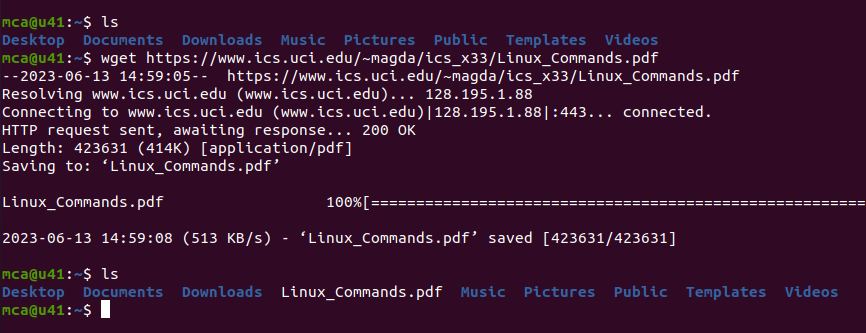 mca@u41:~$ ls
Desktop  Documents  Downloads  Music  Pictures  Public  Templates  Videos
mca@u41:~$ wget https://www.ics.uci.edu/~magda/ics_x33/Linux_Commands.pdf
--2023-06-13 14:59:05--  https://www.ics.uci.edu/~magda/ics_x33/Linux_Commands.pdf
Resolving www.ics.uci.edu (www.ics.uci.edu)... 128.195.1.88
Connecting to www.ics.uci.edu (www.ics.uci.edu)|128.195.1.88|:443... connected.
HTTP request sent, awaiting response... 200 OK
Length: 423631 (414K) [application/pdf]
Saving to: ‘Linux_Commands.pdf’
Linux_Commands.pdf                  100%[=======================================================
2023-06-13 14:59:08 (513 KB/s) - ‘Linux_Commands.pdf’ saved [423631/423631]
mca@u41:~$ ls
Desktop  Documents  Downloads  Linux_Commands.pdf  Music  Pictures  Public  Templates  Videos
mca@u41:~$